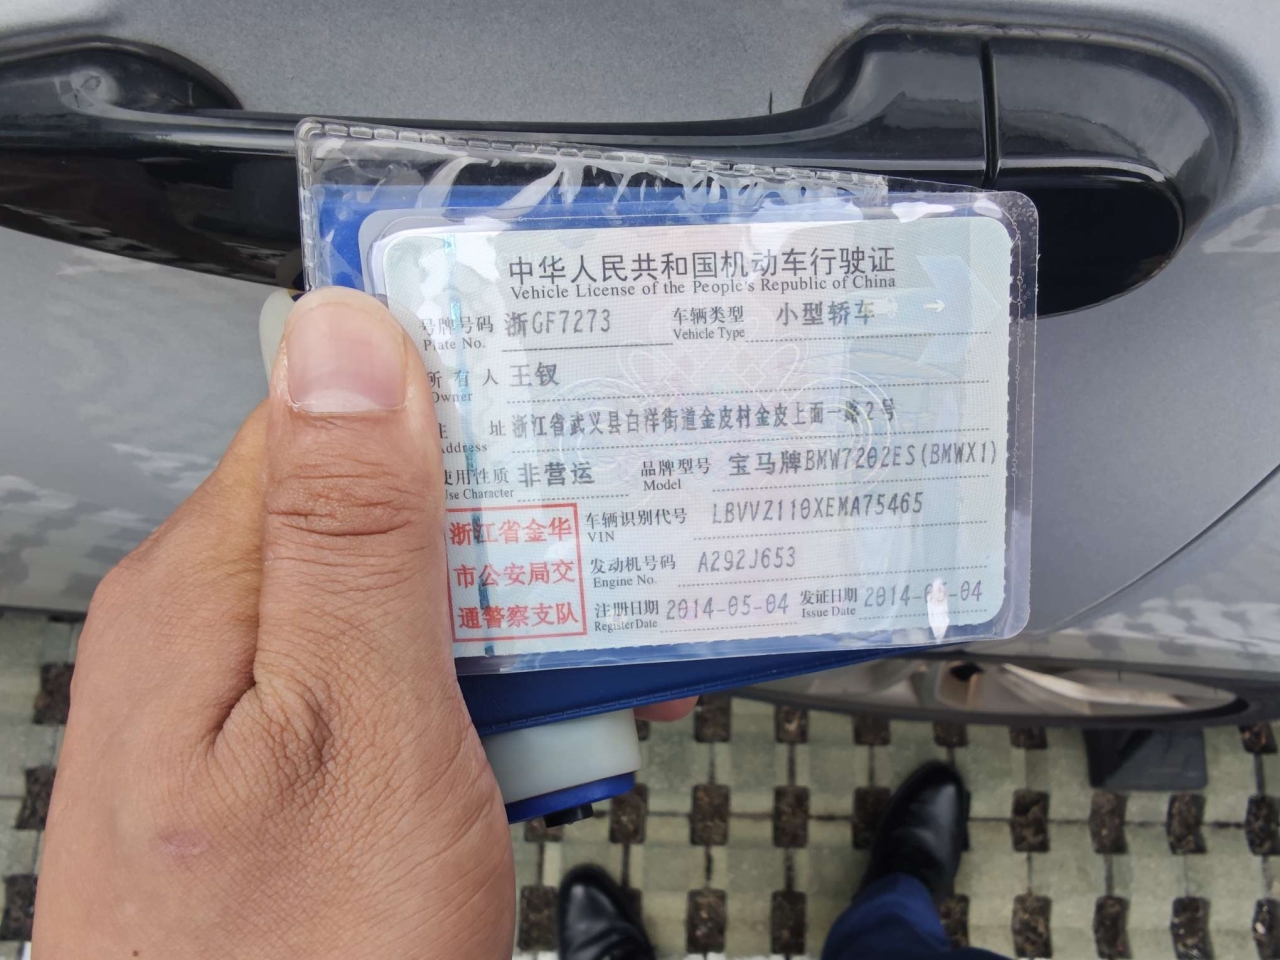 中华人民共和国机动车行驶证
Vehicle License of the People's Republic of China
号牌号码 浙GF7273 车辆类型 小型轿车
Plate No. Vehicle Type
所有人 王钗
Owner
址 浙江省武义县白洋街道金皮村金皮上面一路2号
Address
使用性质 非营运 品牌型号 宝马牌BMW7202ES(BMWX1)
Use Character Model
浙江省金华 车辆识别代号 LBVVZ110XEMA75465
VIN
市公安局交 发动机号码 A292J653
Engine No.
通警察支队 注册日期 2014-05-04 发证日期 2014-05-04
Register Date Issue Date